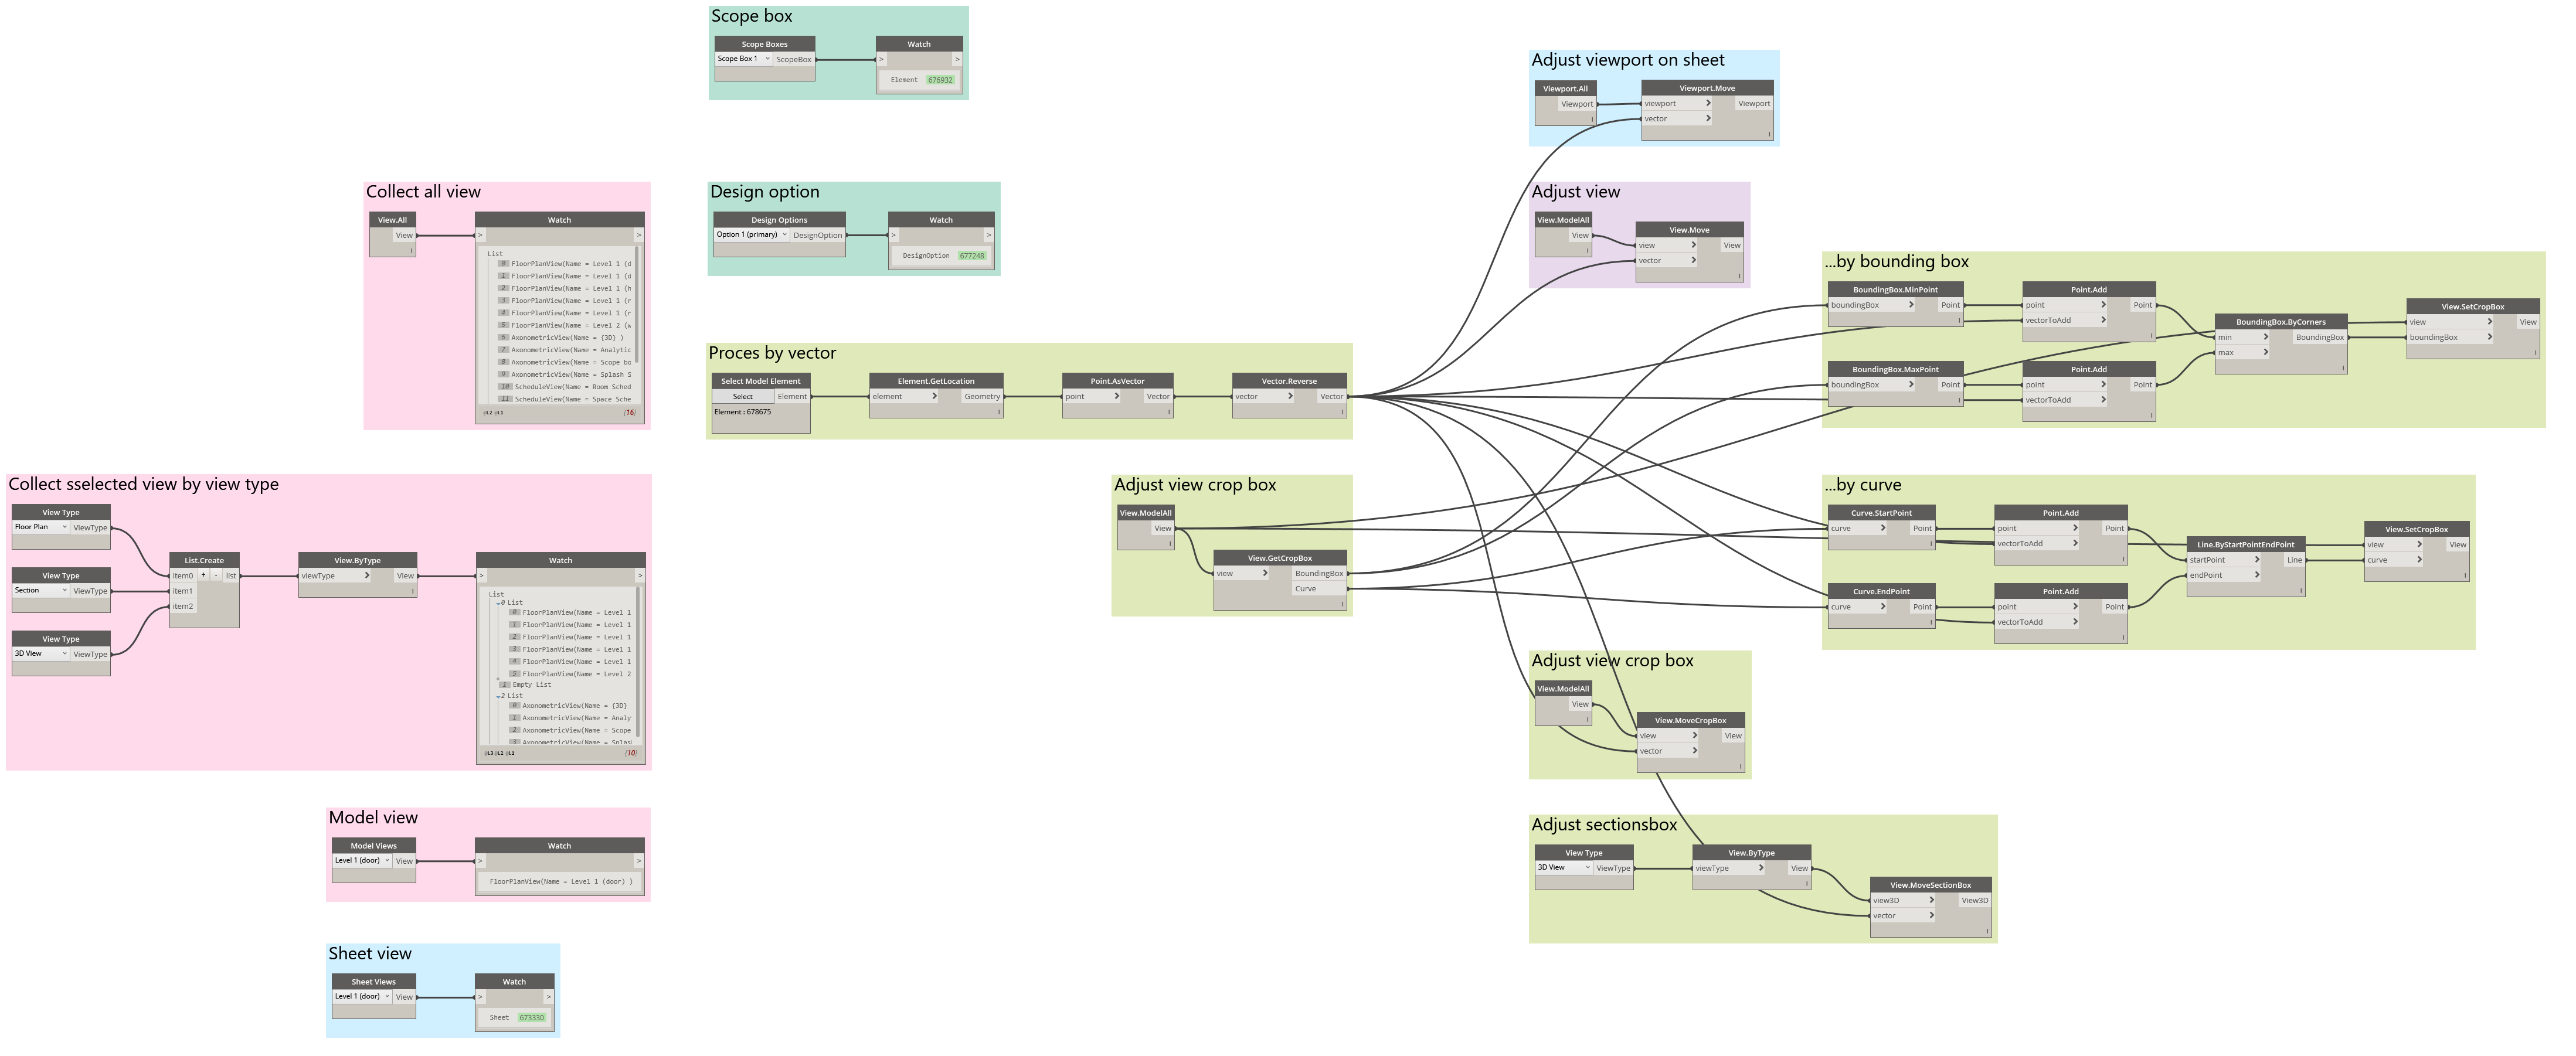 Scope box
Scope Boxes
Scope Box 1
ScopeBox
Watch
>
>
Element 676932
Adjust viewport on sheet
Viewport.All
Viewport
Viewport.Move
viewport
Viewport
vector
Collect all view
View.All
View
Watch
>
>
List
0 FloorPlanView(Name = Level 1 (d
1 FloorPlanView(Name = Level 1 (d
2 FloorPlanView(Name = Level 1 (h
3 FloorPlanView(Name = Level 1 (r
4 FloorPlanView(Name = Level 1 (r
5 FloorPlanView(Name = Level 2 (w
6 AxonometricView(Name = {3D} )
7 AxonometricView(Name = Analytic
8 AxonometricView(Name = Scope bo
9 AxonometricView(Name = Splash S
10 ScheduleView(Name = Room Sched
11 ScheduleView(Name = Space Sche
@L2 @L1
{16}
Design option
Design Options
Option 1 (primary)
DesignOption
Watch
>
>
DesignOption 677248
Adjust view
View.ModelAll
View
View.Move
view
View
vector
Proces by vector
Select Model Element
Select
Element
Element : 678675
Element.GetLocation
element
Geometry
Point.AsVector
point
Vector
Vector.Reverse
vector
Vector
...by bounding box
BoundingBox.MinPoint
boundingBox
Point
Point.Add
point
Point
vectorToAdd
BoundingBox.MaxPoint
boundingBox
Point
Point.Add
point
Point
vectorToAdd
BoundingBox.ByCorners
min
BoundingBox
max
View.SetCropBox
view
View
boundingBox
Collect sselected view by view type
View Type
Floor Plan
ViewType
View Type
Section
ViewType
View Type
3D View
ViewType
List.Create
item0
+
-
list
item1
item2
View.ByType
viewType
View
Watch
>
>
List
0 List
0 FloorPlanView(Name = Level 1
1 FloorPlanView(Name = Level 1
2 FloorPlanView(Name = Level 1
3 FloorPlanView(Name = Level 1
4 FloorPlanView(Name = Level 1
5 FloorPlanView(Name = Level 2
1 Empty List
2 List
0 AxonometricView(Name = {3D}
1 AxonometricView(Name = Analy
2 AxonometricView(Name = Scope
3 AxonometricView(Name = Splas
@L3 @L2 @L1
{10}
Adjust view crop box
View.ModelAll
View
View.GetCropBox
view
BoundingBox
Curve
...by curve
Curve.StartPoint
curve
Point
Point.Add
point
Point
vectorToAdd
Curve.EndPoint
curve
Point
Point.Add
point
Point
vectorToAdd
Line.ByStartPointEndPoint
startPoint
Line
endPoint
View.SetCropBox
view
View
curve
Adjust view crop box
View.ModelAll
View
View.MoveCropBox
view
View
vector
Model view
Model Views
Level 1 (door)
View
Watch
>
>
FloorPlanView(Name = Level 1 (door) )
Adjust sectionsbox
View Type
3D View
ViewType
View.ByType
viewType
View
View.MoveSectionBox
view3D
View3D
vector
Sheet view
Sheet Views
Level 1 (door)
View
Watch
>
>
Sheet 673330